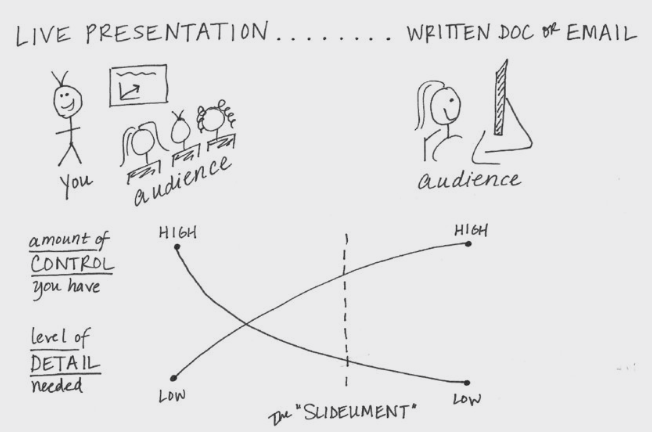 LIVE PRESENTATION........ WRITTEN DOC or EMAIL
you
audience
audience
amount of
CONTROL
you have
HIGH
HIGH
level of
DETAIL
needed
LOW
LOW
The "SLIDEUMENT"